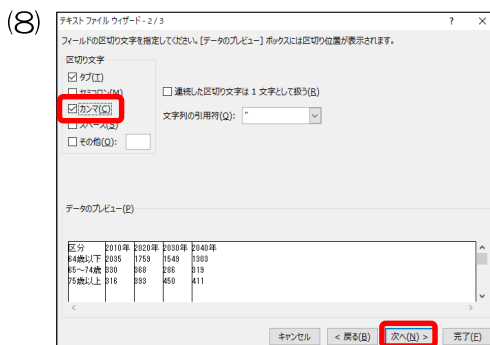 (8)
テキスト ファイル ウィザード - 2 / 3 ? ×
フィールドの区切り文字を指定してください。[データのプレビュー] ボックスには区切り位置が表示されます。
区切り文字
タブ(T)
セミコロン(M) 連続した区切り文字は 1 文字として扱う(R)
カンマ(C) 文字列の引用符(Q): "
スペース(S)
その他(O):
データのプレビュー(P)
区分 2010年 2020年 2030年 2040年
64歳以下 2035 1759 1549 1303
65~74歳 330 368 286 319
75歳以上 316 393 450 411
キャンセル < 戻る(B) 次へ(N) > 完了(F)